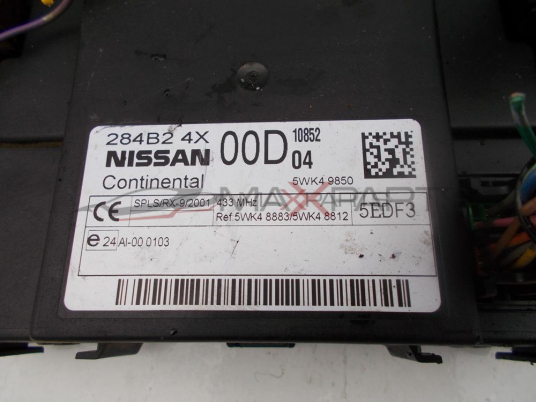 284B2 4X 00D 10852
NISSAN 04
Continental 5WK4 9850
MAXXPART
CE SPLS/RX-9/2001 433 MHz 5EDF3
Ref.5WK4 8883/5WK4 8812
e 24 AI-00 0103